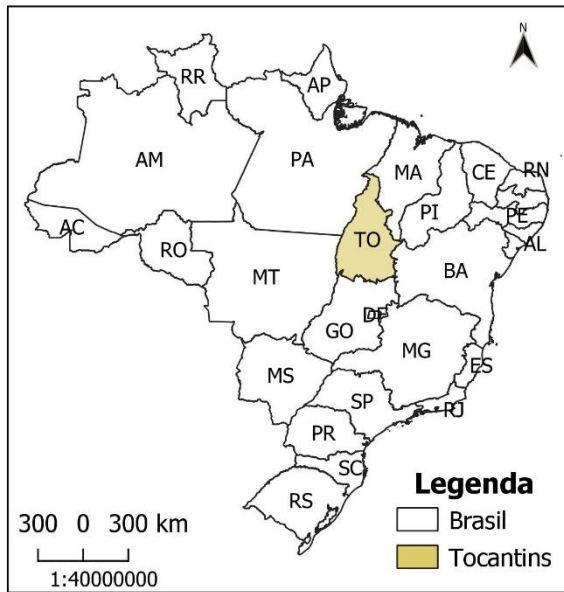 N
RR
AP
AM
PA
MA
CE
RN
PI
PE
AC
TO
AL
RO
BA
MT
DF
GO
MG
ES
MS
SP
RJ
PR
SC
RS
Legenda
Brasil
Tocantins
300 0 300 km
1:40000000